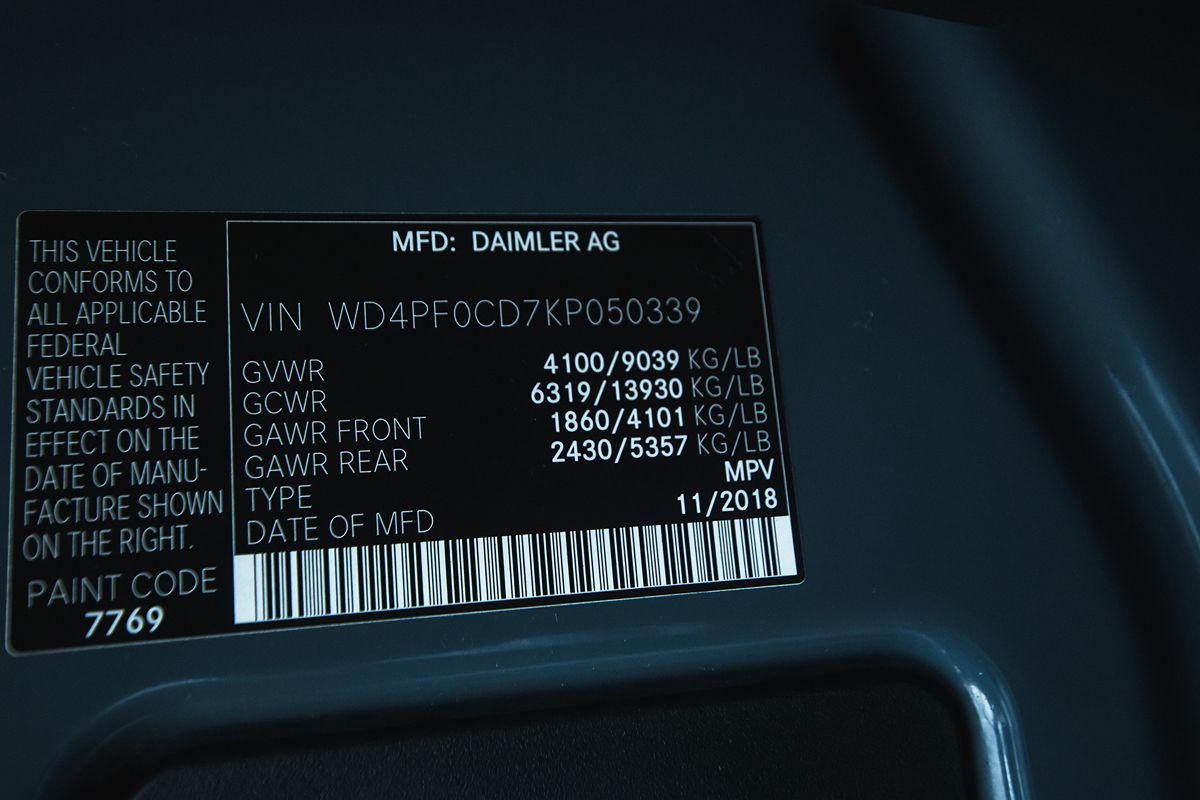 THIS VEHICLE
CONFORMS TO
ALL APPLICABLE
FEDERAL
VEHICLE SAFETY
STANDARDS IN
EFFECT ON THE
DATE OF MANU-
FACTURE SHOWN
ON THE RIGHT.
PAINT CODE
7769
MFD: DAIMLER AG
VIN WD4PF0CD7KP050339
GVWR 4100/9039 KG/LB
GCWR 6319/13930 KG/LB
GAWR FRONT 1860/4101 KG/LB
GAWR REAR 2430/5357 KG/LB
TYPE MPV
DATE OF MFD 11/2018